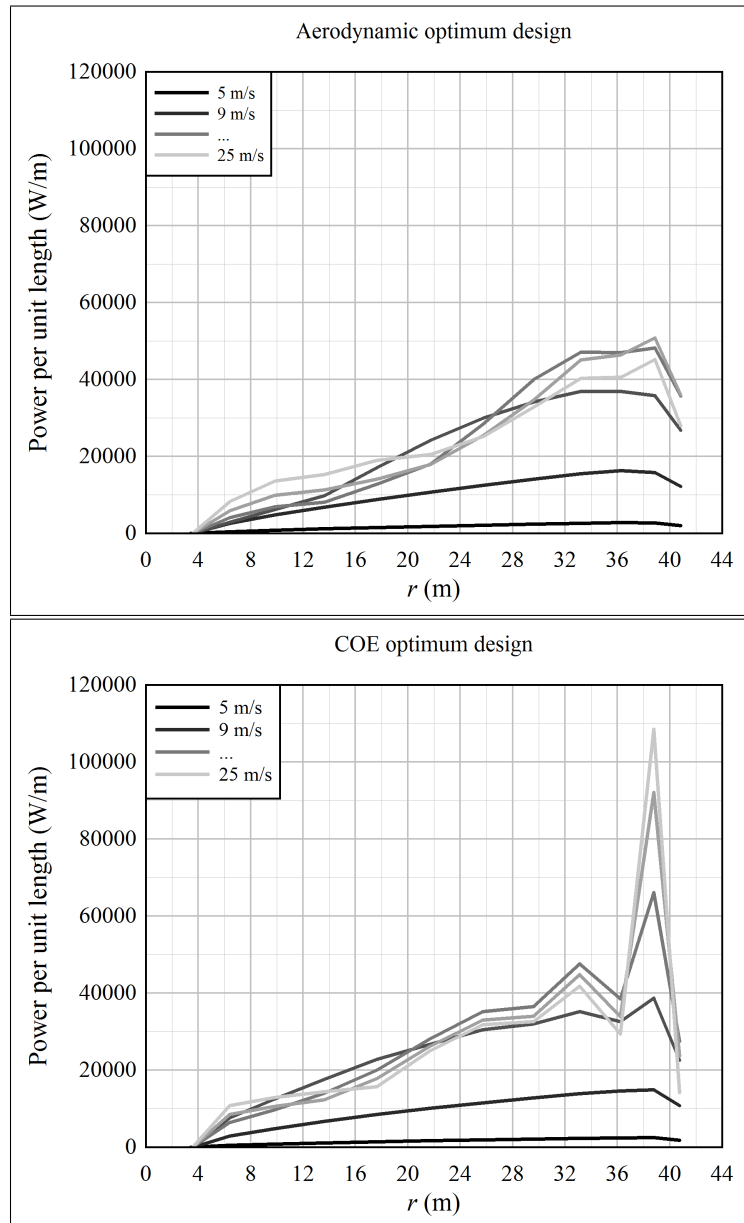 Aerodynamic optimum design
120000
100000
80000
60000
40000
20000
0
Power per unit length (W/m)
5 m/s
9 m/s
...
25 m/s
0 4 8 12 16 20 24 28 32 36 40 44
r (m)
COE optimum design
120000
100000
80000
60000
40000
20000
0
Power per unit length (W/m)
5 m/s
9 m/s
...
25 m/s
0 4 8 12 16 20 24 28 32 36 40 44
r (m)